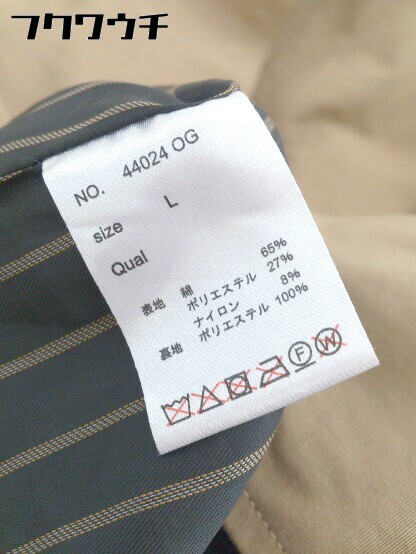 フクワウチ
NO. 44024 OG
size L
Qual
表地 綿 65%
ポリエステル 27%
ナイロン 8%
裏地 ポリエステル 100%
F W